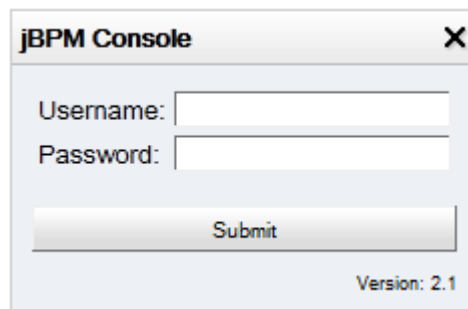 jBPM Console
Username:
Password:
Submit
Version: 2.1